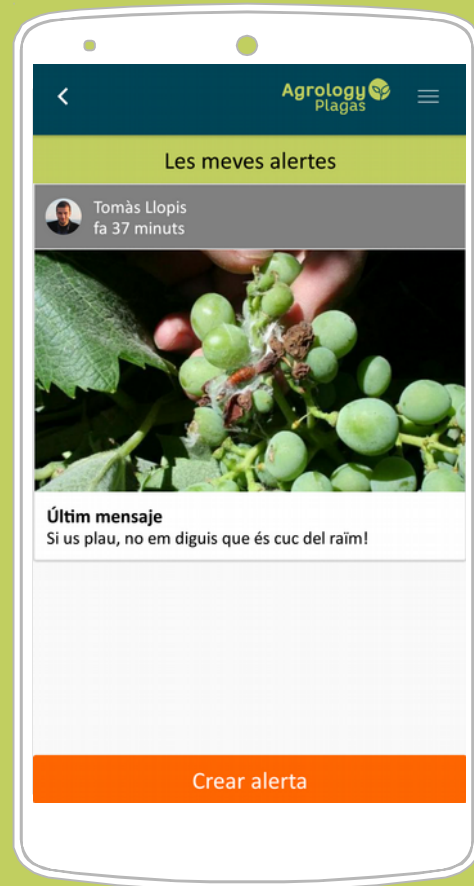 Agrology
Plagas
Les meves alertes
Tomàs Llopis
fa 37 minuts
Últim mensaje
Si us plau, no em diguis que és cuc del raïm!
Crear alerta